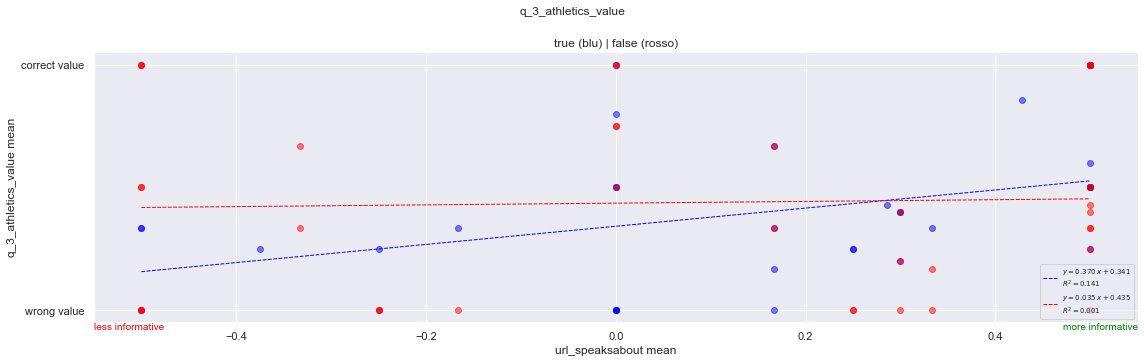 q_3_athletics_value
true (blu) | false (rosso)
correct value
q_3_athletics_value mean
wrong value
y = 0.370 x + 0.341
R² = 0.141
y = 0.035 x + 0.435
R² = 0.001
less informative
more informative
−0.4
−0.2
0.0
0.2
0.4
url_speaksabout mean